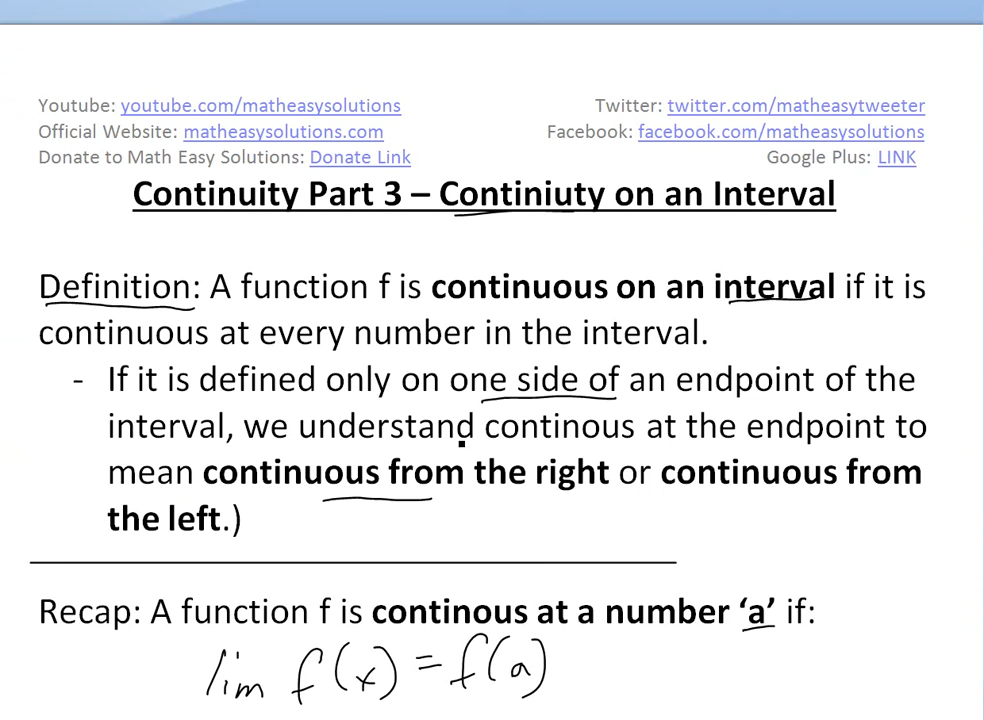 Youtube: youtube.com/matheasysolutions Twitter: twitter.com/matheasytweeter
Official Website: matheasysolutions.com Facebook: facebook.com/matheasysolutions
Donate to Math Easy Solutions: Donate Link Google Plus: LINK
Continuity Part 3 – Continiuty on an Interval
Definition: A function f is continuous on an interval if it is
continuous at every number in the interval.
- If it is defined only on one side of an endpoint of the
interval, we understand continous at the endpoint to
mean continuous from the right or continuous from
the left.)
Recap: A function f is continous at a number ‘a’ if:
lim f(x) = f(a)